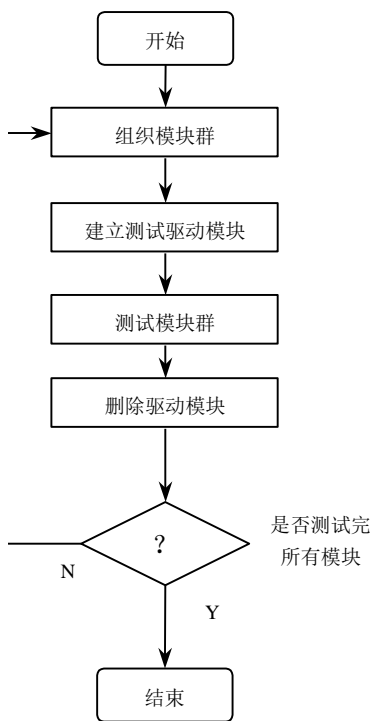 开始
组织模块群
建立测试驱动模块
测试模块群
删除驱动模块
?
是否测试完
所有模块
N
Y
结束